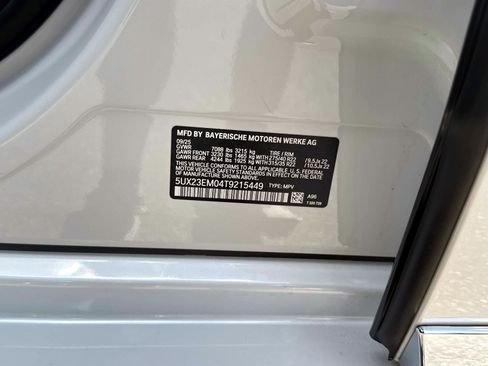 MFD BY BAYERISCHE MOTOREN WERKE AG
09/25
GVWR 7088 lbs 3215 kg TIRE / RIM
GAWR FRONT 3230 lbs 1465 kg WITH 275/40 R22 / 9,5Jx 22
GAWR REAR 4244 lbs 1925 kg WITH 315/35 R22 / 10,5Jx 22
THIS VEHICLE CONFORMS TO ALL APPLICABLE U.S. FEDERAL
MOTOR VEHICLE SAFETY STANDARDS IN EFFECT ON THE DATE
OF MANUFACTURE SHOWN ABOVE.
5UX23EM04T9215449 TYPE: MPV
A96